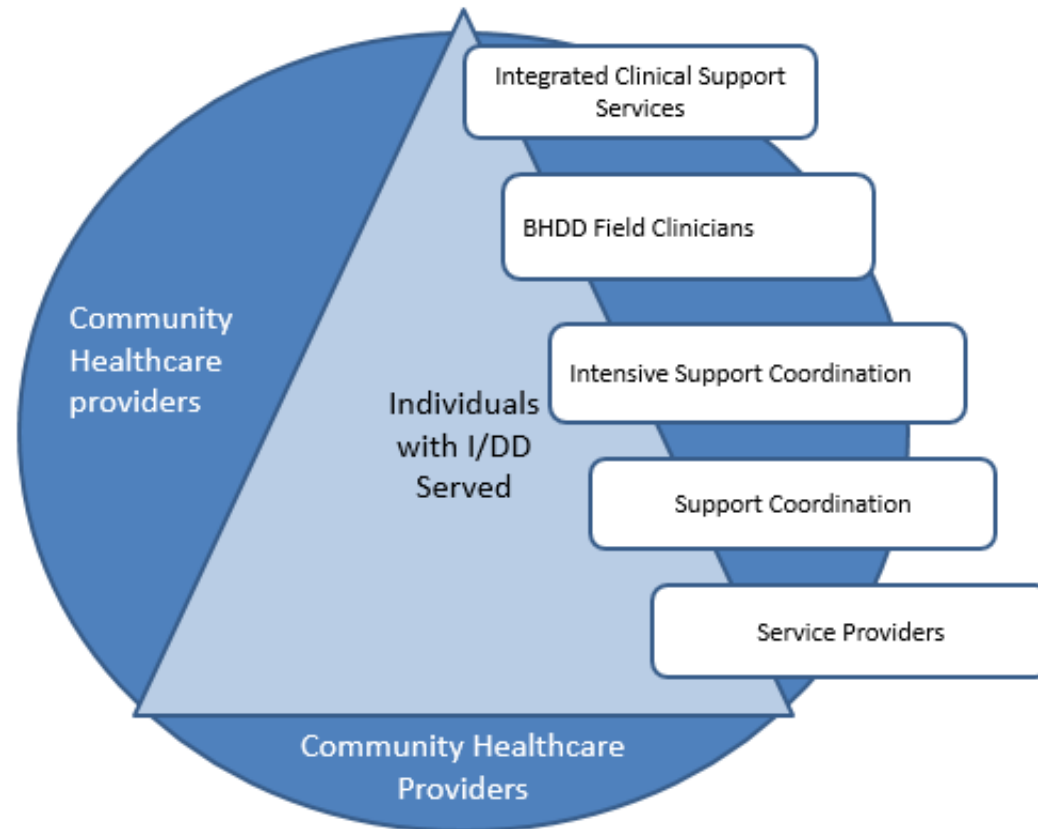 Integrated Clinical Support
Services
BHDD Field Clinicians
Community
Healthcare
providers
Intensive Support Coordination
Individuals
with I/DD
Served
Support Coordination
Service Providers
Community Healthcare
Providers